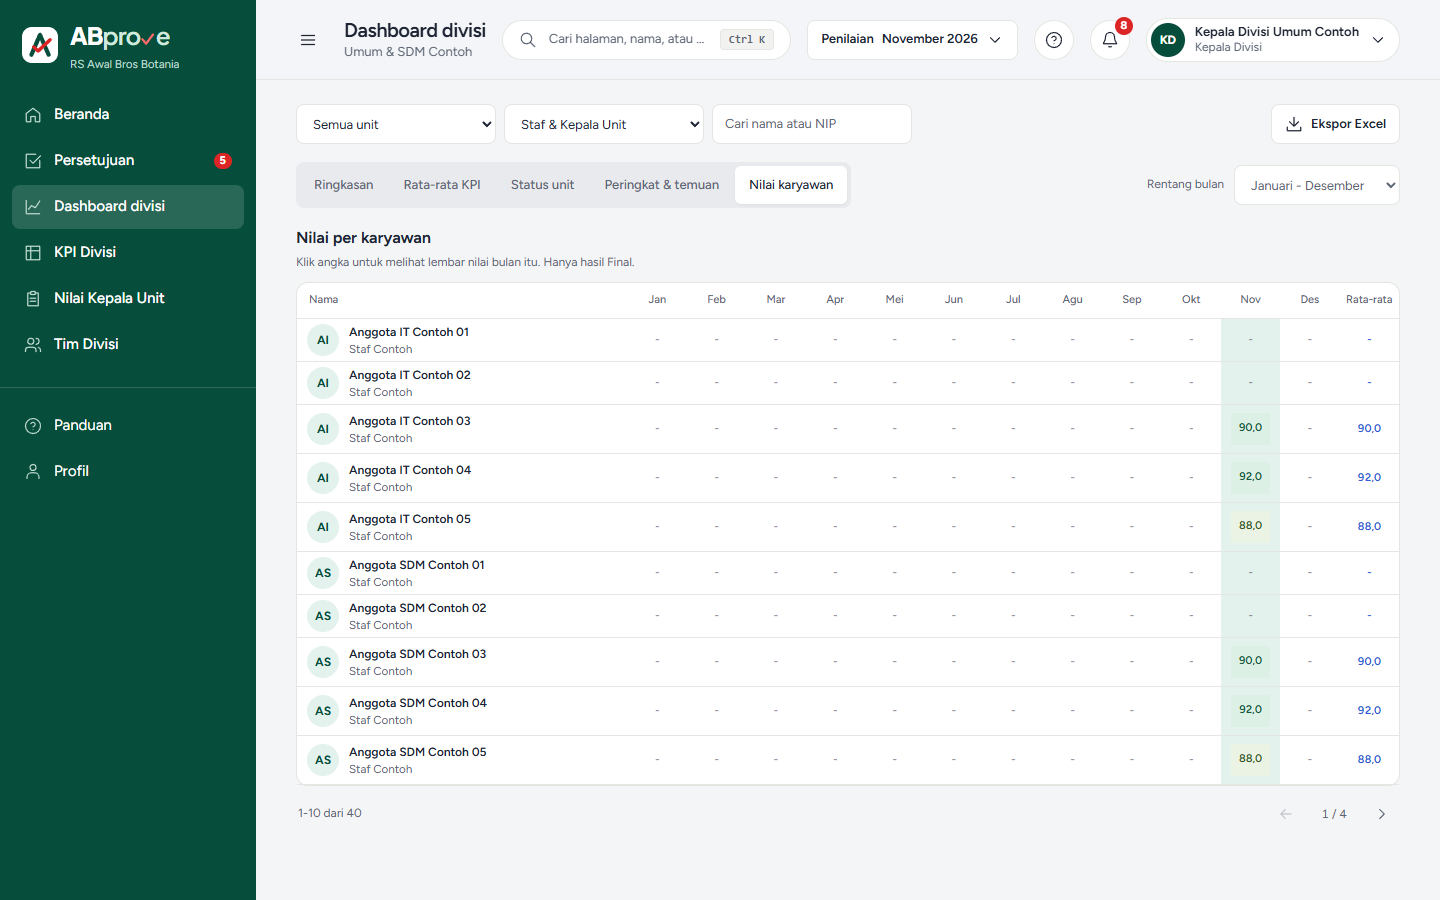 ABprove
RS Awal Bros Botania
Beranda
Persetujuan 5
Dashboard divisi
KPI Divisi
Nilai Kepala Unit
Tim Divisi
Panduan
Profil
Dashboard divisi
Umum & SDM Contoh
Cari halaman, nama, atau ... Ctrl K
Penilaian November 2026
8
KD
Kepala Divisi Umum Contoh
Kepala Divisi
Semua unit
Staf & Kepala Unit
Cari nama atau NIP
Ekspor Excel
Ringkasan Rata-rata KPI Status unit Peringkat & temuan Nilai karyawan
Rentang bulan Januari - Desember
Nilai per karyawan
Klik angka untuk melihat lembar nilai bulan itu. Hanya hasil Final.
Nama Jan Feb Mar Apr Mei Jun Jul Agu Sep Okt Nov Des Rata-rata
AI Anggota IT Contoh 01 - - - - - - - - - - - - -
Staf Contoh
AI Anggota IT Contoh 02 - - - - - - - - - - - - -
Staf Contoh
AI Anggota IT Contoh 03 - - - - - - - - - - 90,0 - 90,0
Staf Contoh
AI Anggota IT Contoh 04 - - - - - - - - - - 92,0 - 92,0
Staf Contoh
AI Anggota IT Contoh 05 - - - - - - - - - - 88,0 - 88,0
Staf Contoh
AS Anggota SDM Contoh 01 - - - - - - - - - - - - -
Staf Contoh
AS Anggota SDM Contoh 02 - - - - - - - - - - - - -
Staf Contoh
AS Anggota SDM Contoh 03 - - - - - - - - - - 90,0 - 90,0
Staf Contoh
AS Anggota SDM Contoh 04 - - - - - - - - - - 92,0 - 92,0
Staf Contoh
AS Anggota SDM Contoh 05 - - - - - - - - - - 88,0 - 88,0
Staf Contoh
1-10 dari 40
1 / 4